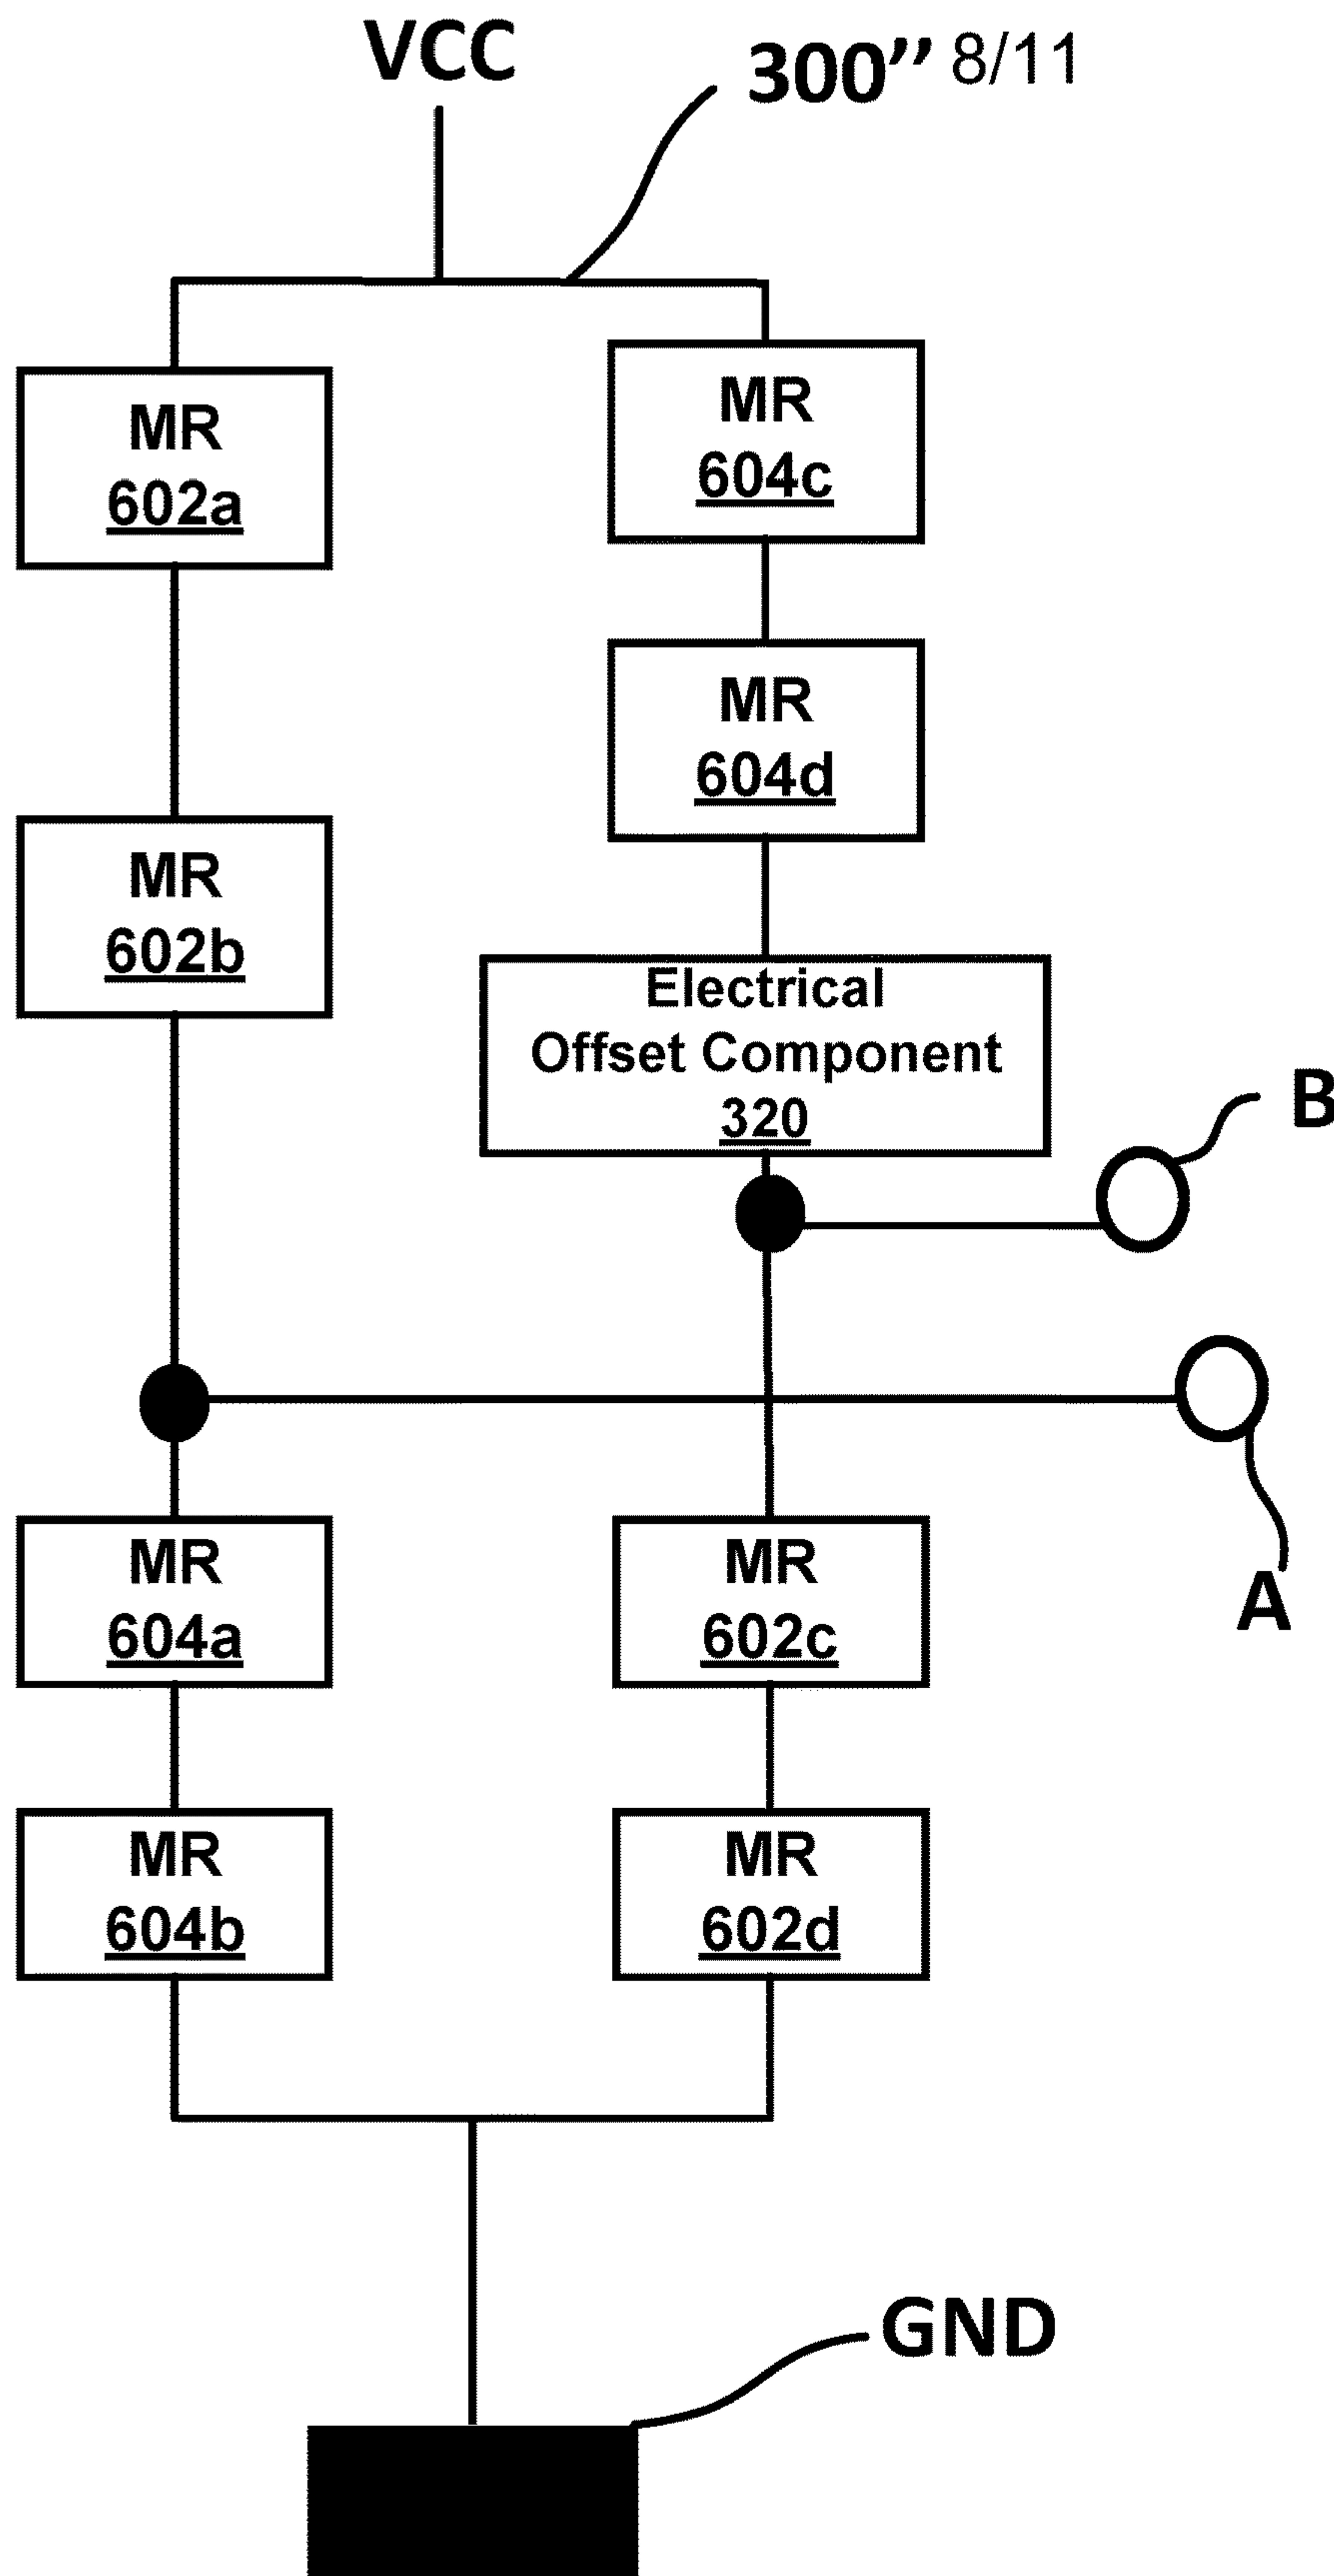 VCC
300’’ 8/11
MR
602a
MR
604c
MR
604d
MR
602b
Electrical
Offset Component
320
B
A
MR
604a
MR
602c
MR
604b
MR
602d
GND